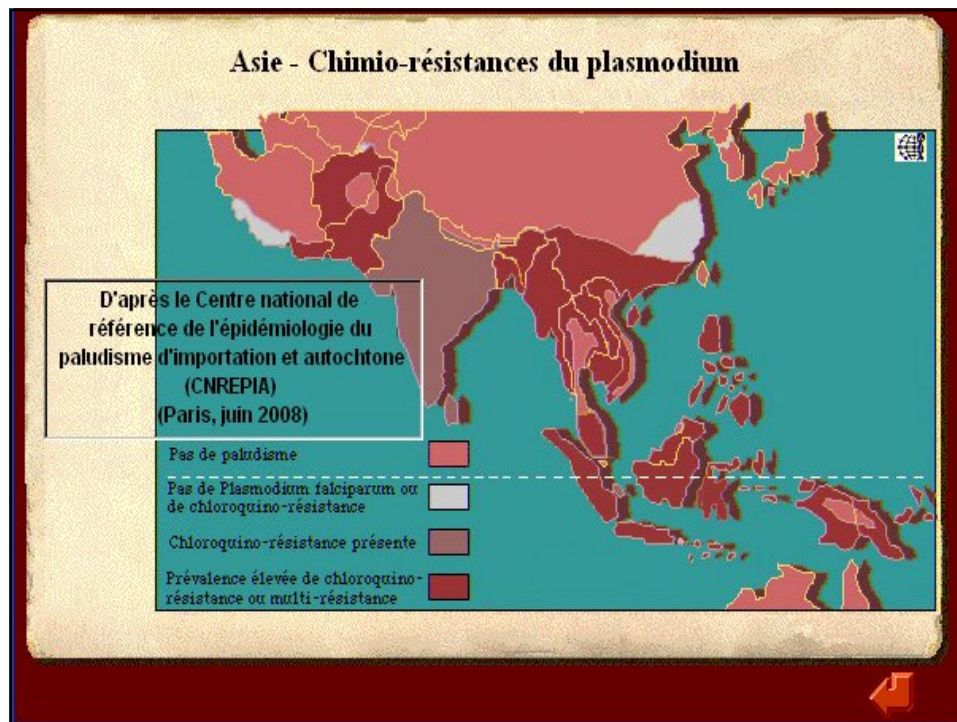 Asie - Chimio-résistances du plasmodium
D'après le Centre national de
référence de l'épidémiologie du
paludisme d'importation et autochtone
(CNREPIA)
(Paris, juin 2008)
Pas de paludisme
Pas de Plasmodium falciparum ou
de chloroquino-résistance
Chloroquino-résistance présente
Prévalence élevée de chloroquino-
résistance ou multi-résistance